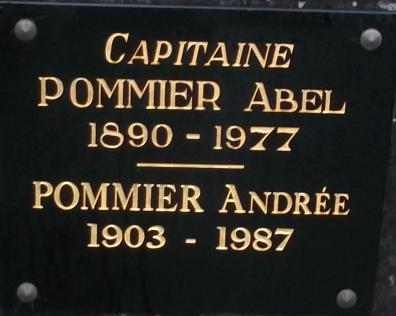 CAPITAINE
POMMIER ABEL
1890 - 1977
POMMIER ANDRÉE
1903 - 1987